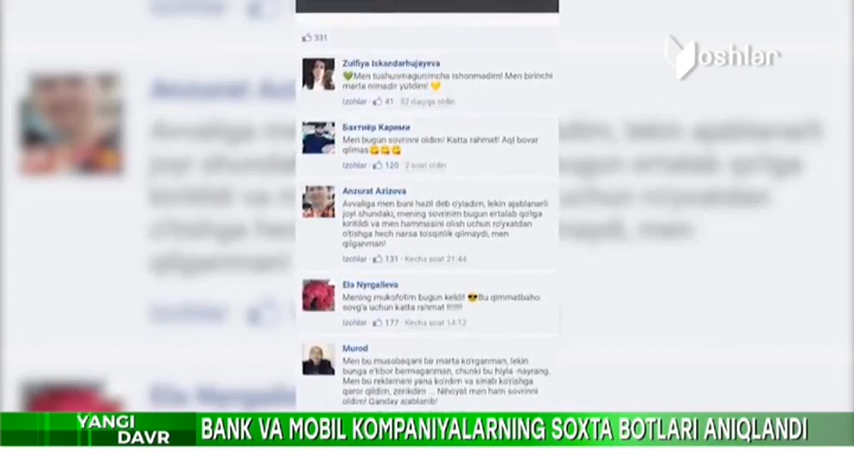 331
Yoshlar
Zulfiya Iskandarhujayeva
💚Men tushunmagunimcha ishonmadim! Men birinchi
marta nimadir yutdim! 💛
Izohlar · 41 · 32 daqiqa oldin
Бахтиёр Карими
Men bugun sovrinni oldim! Katta rahmat! Aql bovar
qilmas😋😋😋
Izohlar · 120 · 2 soat oldin
Anzurat Azizova
Avvaliga men buni hazil deb o'yladim, lekin ajablanarli
joyi shundaki, mening sovrinim bugun ertalab qo'lga
kiritildi va men hammasini olish uchun ro'yxatdan
o'tishga hech narsa to'sqinlik qilmaydi, men
qilganman!
Izohlar · 131 · Kecha soat 21:44
Ela Nyrgalieva
Mening mukofotim bugun keldi! 😎Bu qimmatbaho
sovg'a uchun katta rahmat !!!!!!!
Izohlar · 177 · Kecha soat 14:12
Murod
Men bu musobaqani bir marta ko'rganman, lekin
bunga e'tibor bermaganman, chunki bu hiyla -nayrang.
Men bu reklamani yana ko'rdim va sinab ko'rishga
qaror qildim, zerikdim ... Nihoyat men ham sovrinni
oldim! Qanday ajablarib!
YANGI
DAVR
BANK VA MOBIL KOMPANIYALARNING SOXTA BOTLARI ANIQLANDI